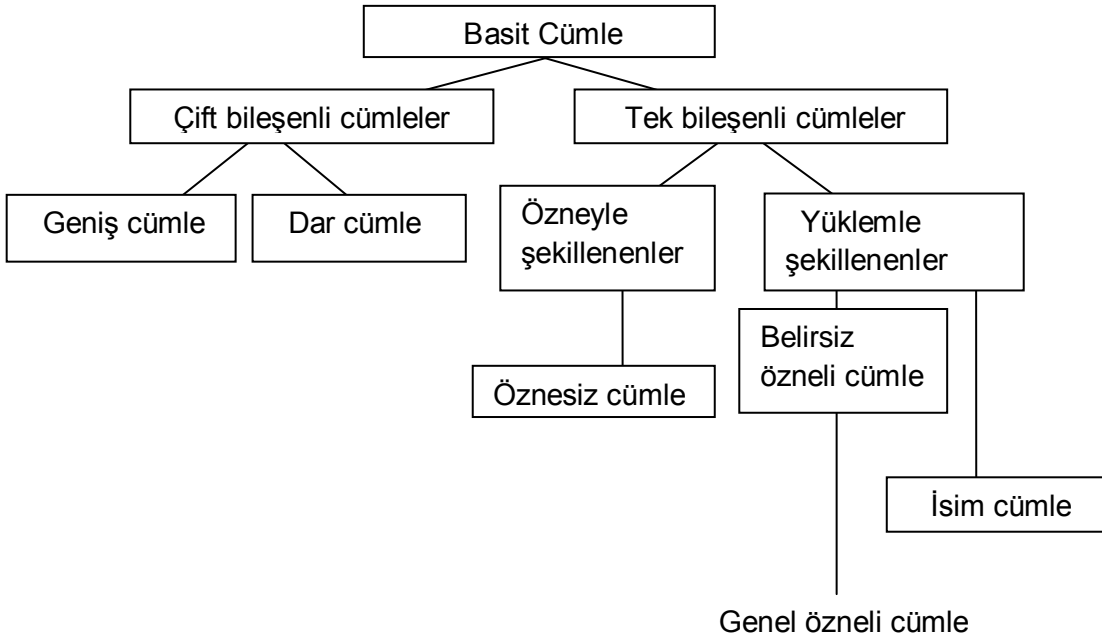 Basit Cümle
Çift bileşenli cümleler
Tek bileşenli cümleler
Geniş cümle
Dar cümle
Özneyle
şekillenenler
Yüklemle
şekillenenler
Belirsiz
özneli cümle
Öznesiz cümle
İsim cümle
Genel özneli cümle